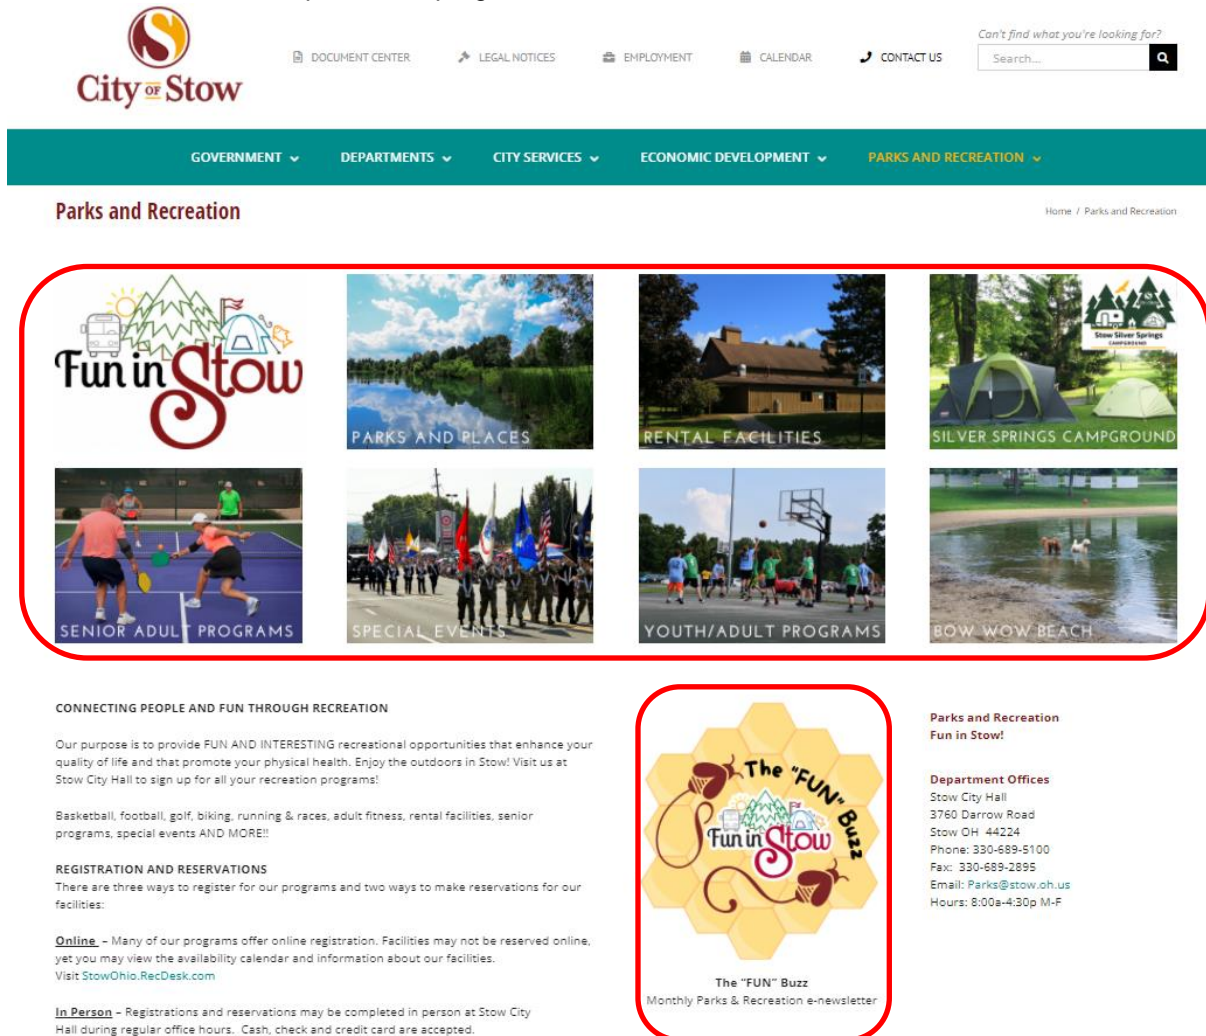 Can't find what you're looking for?
City OF Stow
DOCUMENT CENTER
LEGAL NOTICES
EMPLOYMENT
CALENDAR
CONTACT US
Search...
GOVERNMENT
DEPARTMENTS
CITY SERVICES
ECONOMIC DEVELOPMENT
PARKS AND RECREATION
Parks and Recreation
Home / Parks and Recreation
Fun in Stow
PARKS AND PLACES
RENTAL FACILITIES
Stow Silver Springs
CAMPGROUND
SILVER SPRINGS CAMPGROUND
SENIOR ADULT PROGRAMS
SPECIAL EVENTS
YOUTH/ADULT PROGRAMS
BOW WOW BEACH
CONNECTING PEOPLE AND FUN THROUGH RECREATION
Our purpose is to provide FUN AND INTERESTING recreational opportunities that enhance your
quality of life and that promote your physical health. Enjoy the outdoors in Stow! Visit us at
Stow City Hall to sign up for all your recreation programs!
Basketball, football, golf, biking, running & races, adult fitness, rental facilities, senior
programs, special events AND MORE!!
REGISTRATION AND RESERVATIONS
There are three ways to register for our programs and two ways to make reservations for our
facilities:
Online – Many of our programs offer online registration. Facilities may not be reserved online,
yet you may view the availability calendar and information about our facilities.
Visit StowOhio.RecDesk.com
In Person – Registrations and reservations may be completed in person at Stow City
Hall during regular office hours. Cash, check and credit card are accepted.
The "FUN" Buzz
Fun in Stow
The "FUN" Buzz
Monthly Parks & Recreation e-newsletter
Parks and Recreation
Fun in Stow!
Department Offices
Stow City Hall
3760 Darrow Road
Stow OH 44224
Phone: 330-689-5100
Fax: 330-689-2895
Email: Parks@stow.oh.us
Hours: 8:00a-4:30p M-F